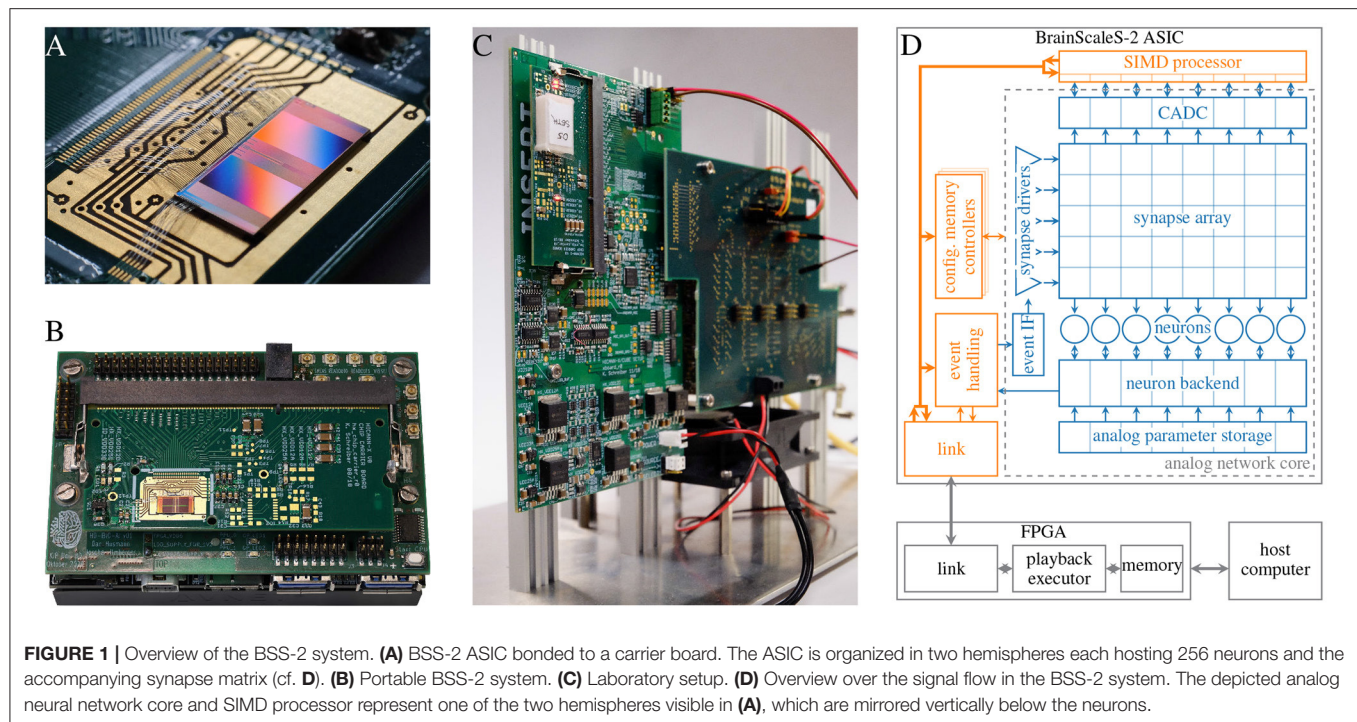 A
B
C
D
BrainScaleS-2 ASIC
SIMD processor
CADC
synapse drivers
synapse array
config. memory
controllers
neurons
event IF
event
handling
neuron backend
analog parameter storage
analog network core
link
FPGA
link
playback
executor
memory
host
computer
FIGURE 1 | Overview of the BSS-2 system. (A) BSS-2 ASIC bonded to a carrier board. The ASIC is organized in two hemispheres each hosting 256 neurons and the
accompanying synapse matrix (cf. D). (B) Portable BSS-2 system. (C) Laboratory setup. (D) Overview over the signal flow in the BSS-2 system. The depicted analog
neural network core and SIMD processor represent one of the two hemispheres visible in (A), which are mirrored vertically below the neurons.